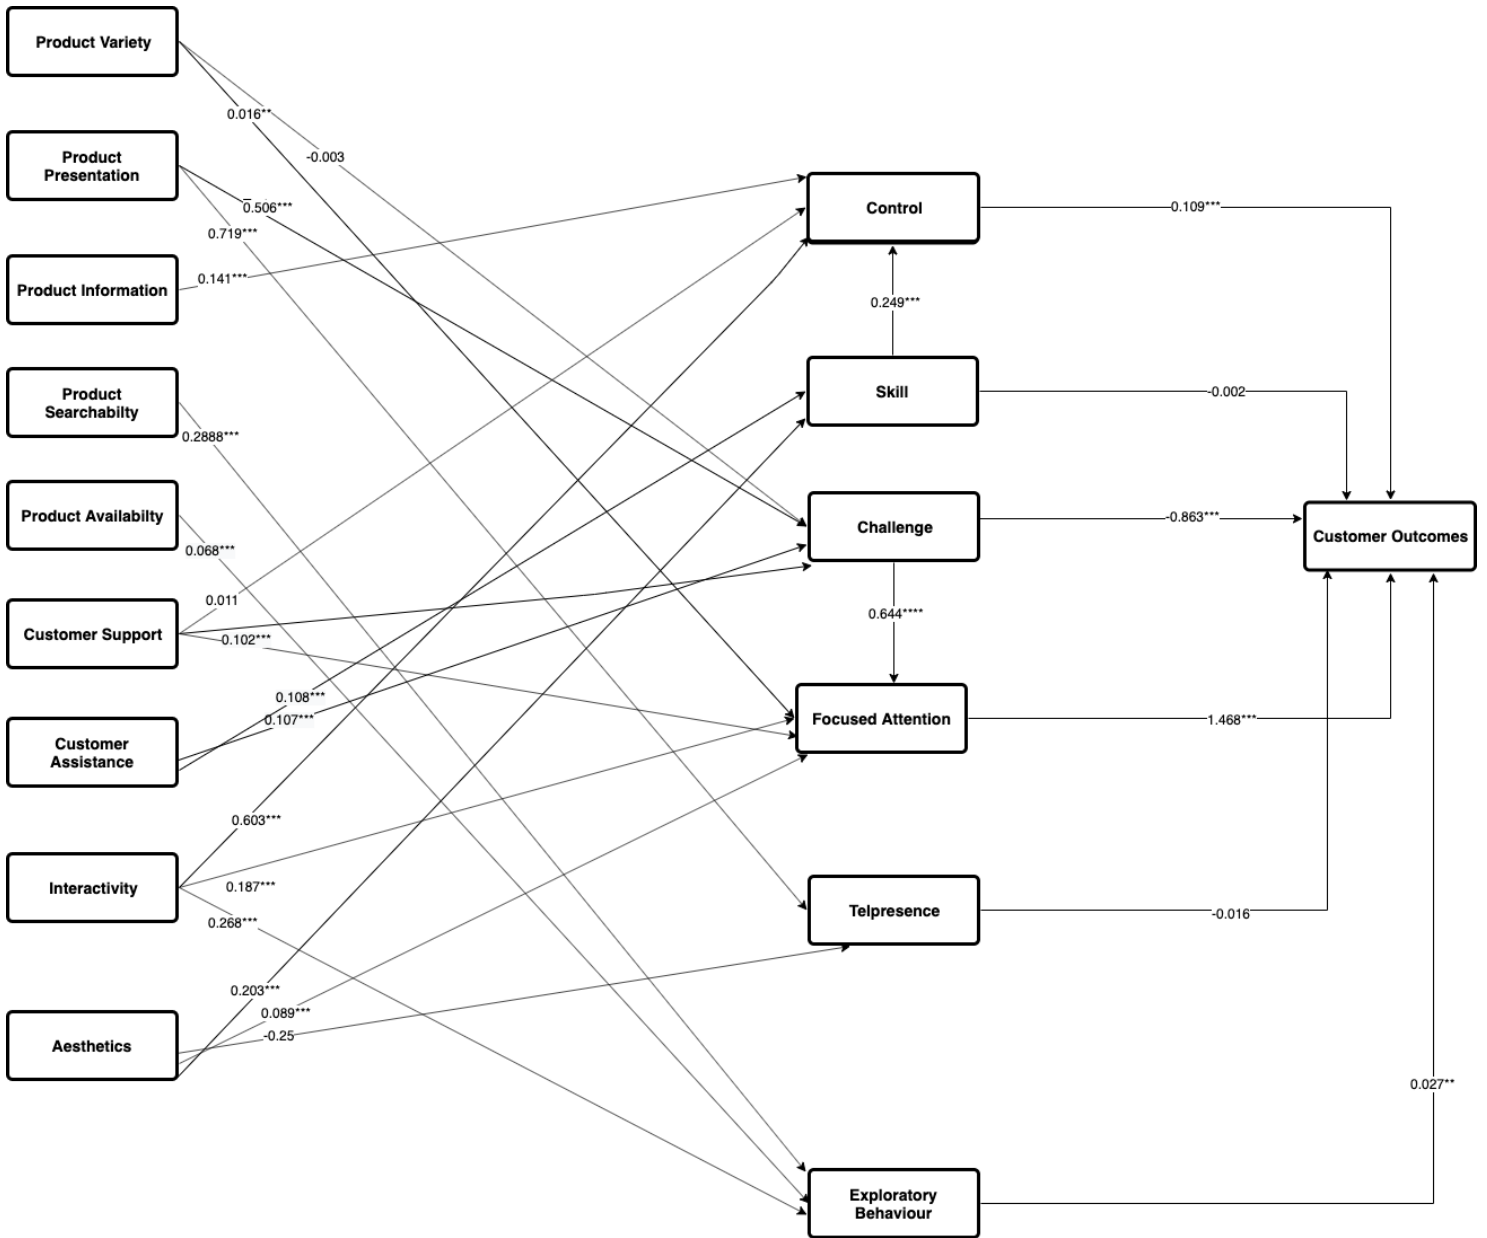 Product Variety
0.016**
-0.003
Product
Presentation
0.506***
0.719***
Product Information
0.141***
Product
Searchabilty
0.2888***
Product Availabilty
0.068***
Customer Support
0.011
0.102***
Customer
Assistance
0.108***
0.107***
Interactivity
0.603***
0.187***
0.268***
Aesthetics
0.203***
0.089***
-0.25
Control
0.109***
0.249***
Skill
-0.002
Challenge
-0.863***
0.644****
Focused Attention
1.468***
Telpresence
-0.016
Exploratory
Behaviour
0.027**
Customer Outcomes